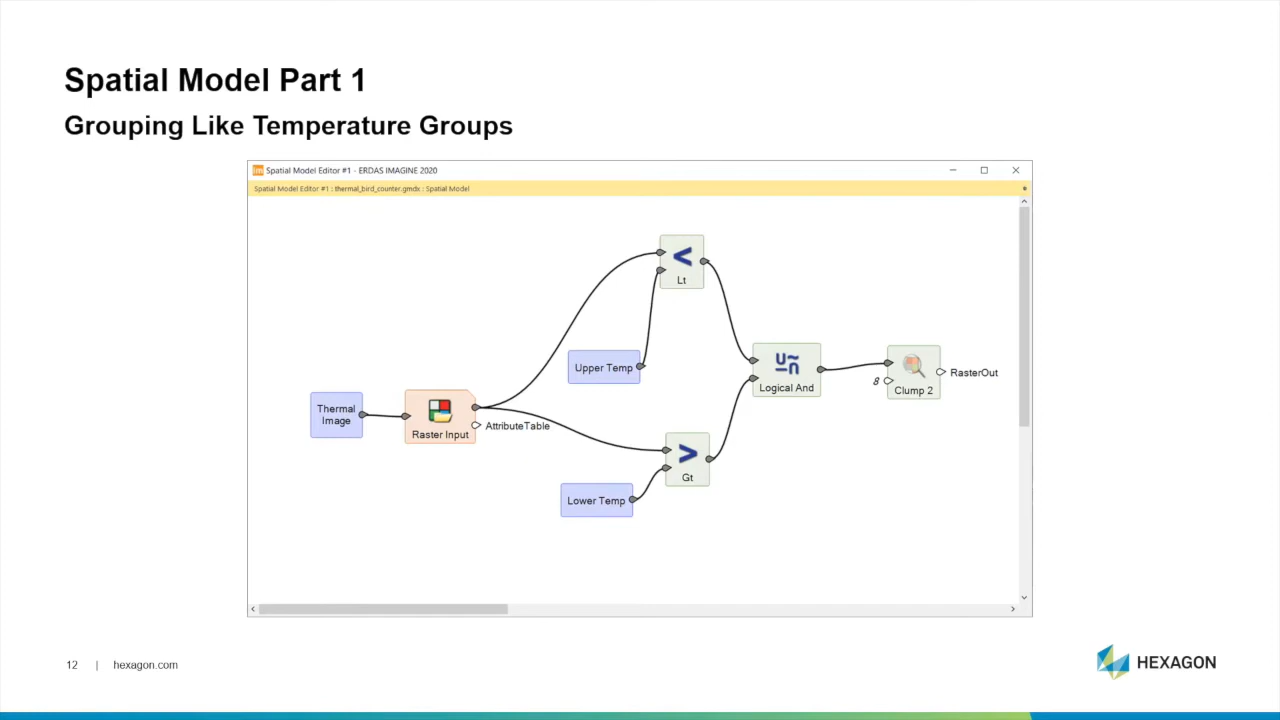 Spatial Model Part 1
Grouping Like Temperature Groups
Spatial Model Editor #1 - ERDAS IMAGINE 2020
Spatial Model Editor #1 : thermal_bird_counter.gmdx : Spatial Model
Lt
Upper Temp
Logical And
8
Clump 2
RasterOut
Thermal
Image
Raster Input
AttributeTable
Gt
Lower Temp
12 | hexagon.com
HEXAGON